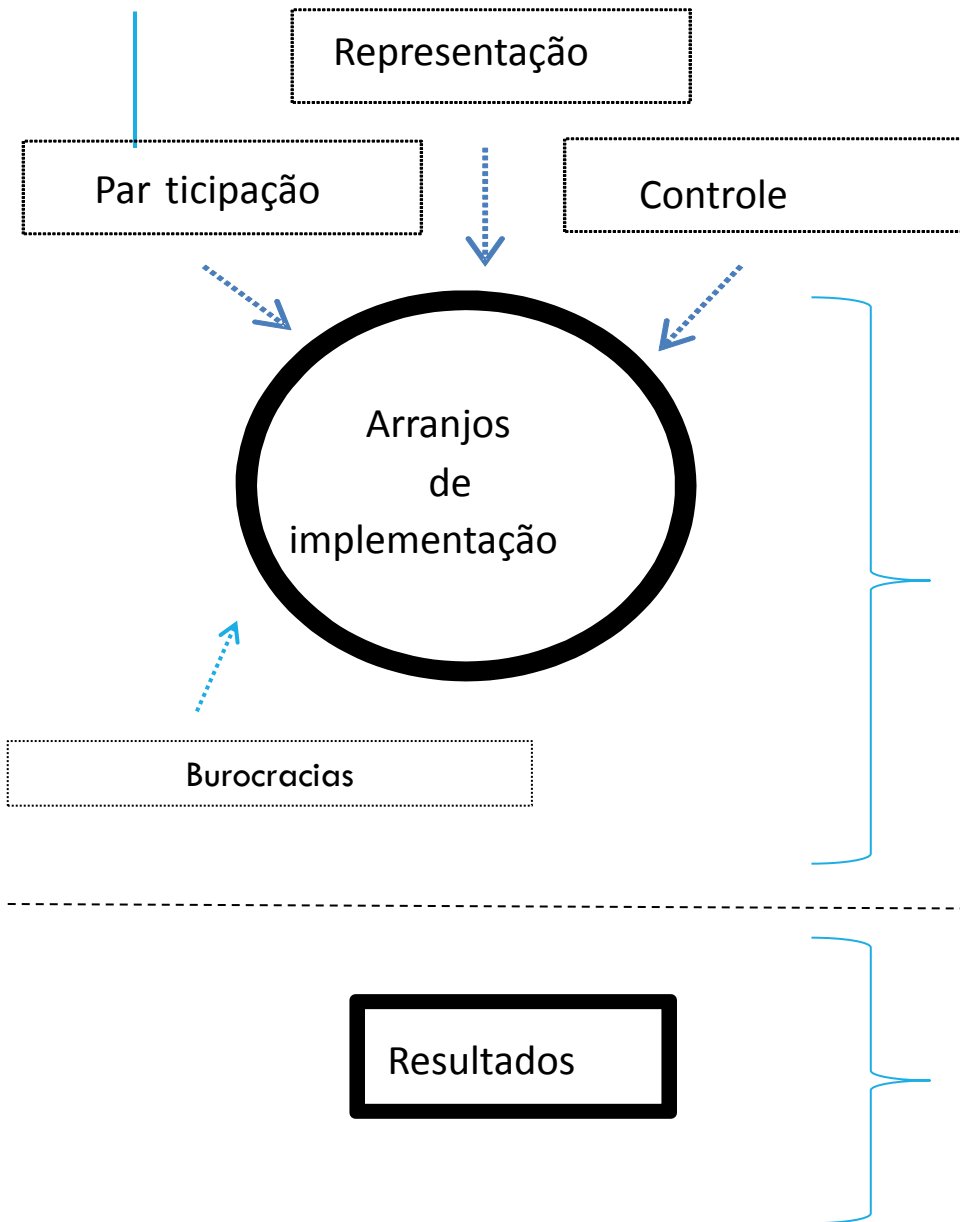 Representação
Par ticipação
Controle
Arranjos
de
implementação
Burocracias
Resultados